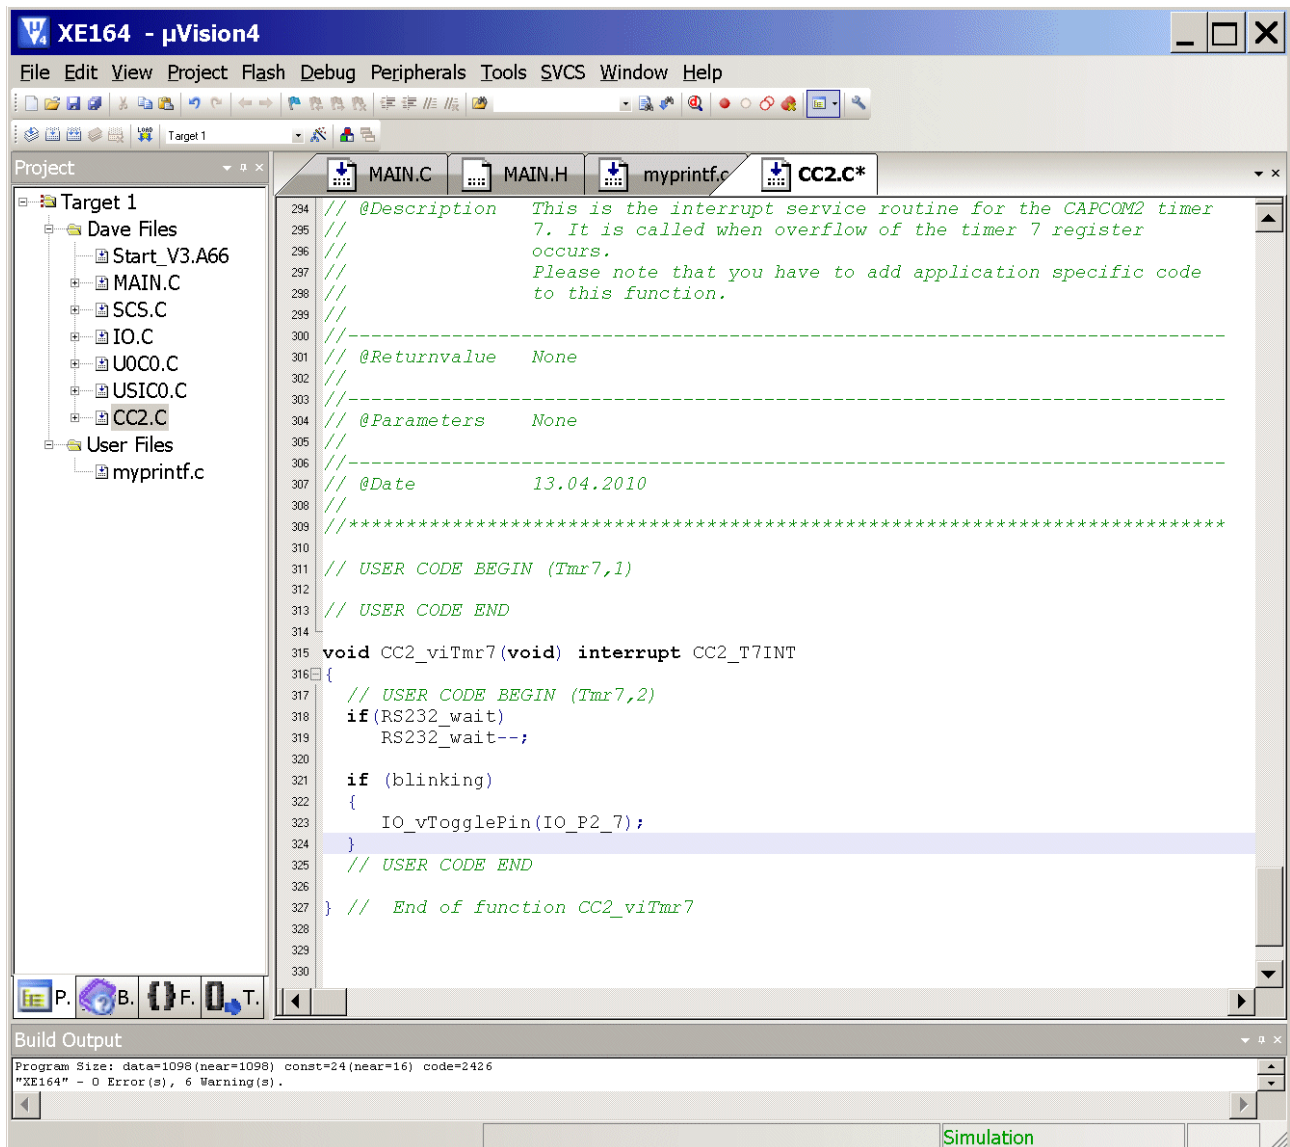 XE164 - µVision4
File Edit View Project Flash Debug Peripherals Tools SVCS Window Help
LOAD Target 1
Project
MAIN.C MAIN.H myprintf.c CC2.C*
Target 1
Dave Files
Start_V3.A66
MAIN.C
SCS.C
IO.C
U0C0.C
USIC0.C
CC2.C
User Files
myprintf.c
294 // @Description This is the interrupt service routine for the CAPCOM2 timer
295 // 7. It is called when overflow of the timer 7 register
296 // occurs.
297 // Please note that you have to add application specific code
298 // to this function.
299 //
300 //----------------------------------------------------------------------------
301 // @Returnvalue None
302 //
303 //----------------------------------------------------------------------------
304 // @Parameters None
305 //
306 //----------------------------------------------------------------------------
307 // @Date 13.04.2010
308 //
309 //****************************************************************************
310
311 // USER CODE BEGIN (Tmr7,1)
312
313 // USER CODE END
314
315 void CC2_viTmr7(void) interrupt CC2_T7INT
316 {
317 // USER CODE BEGIN (Tmr7,2)
318 if(RS232_wait)
319 RS232_wait--;
320
321 if (blinking)
322 {
323 IO_vTogglePin(IO_P2_7);
324 }
325 // USER CODE END
326
327 } // End of function CC2_viTmr7
328
329
330
P. B. {} F. T.
Build Output
Program Size: data=1098(near=1098) const=24(near=16) code=2426
"XE164" - 0 Error(s), 6 Warning(s).
Simulation